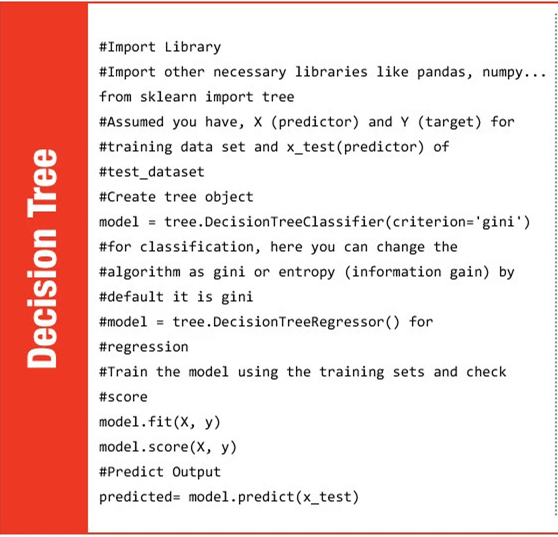 Decision Tree
#Import Library
#Import other necessary libraries like pandas, numpy...
from sklearn import tree
#Assumed you have, X (predictor) and Y (target) for
#training data set and x_test(predictor) of
#test_dataset
#Create tree object
model = tree.DecisionTreeClassifier(criterion='gini')
#for classification, here you can change the
#algorithm as gini or entropy (information gain) by
#default it is gini
#model = tree.DecisionTreeRegressor() for
#regression
#Train the model using the training sets and check
#score
model.fit(X, y)
model.score(X, y)
#Predict Output
predicted= model.predict(x_test)